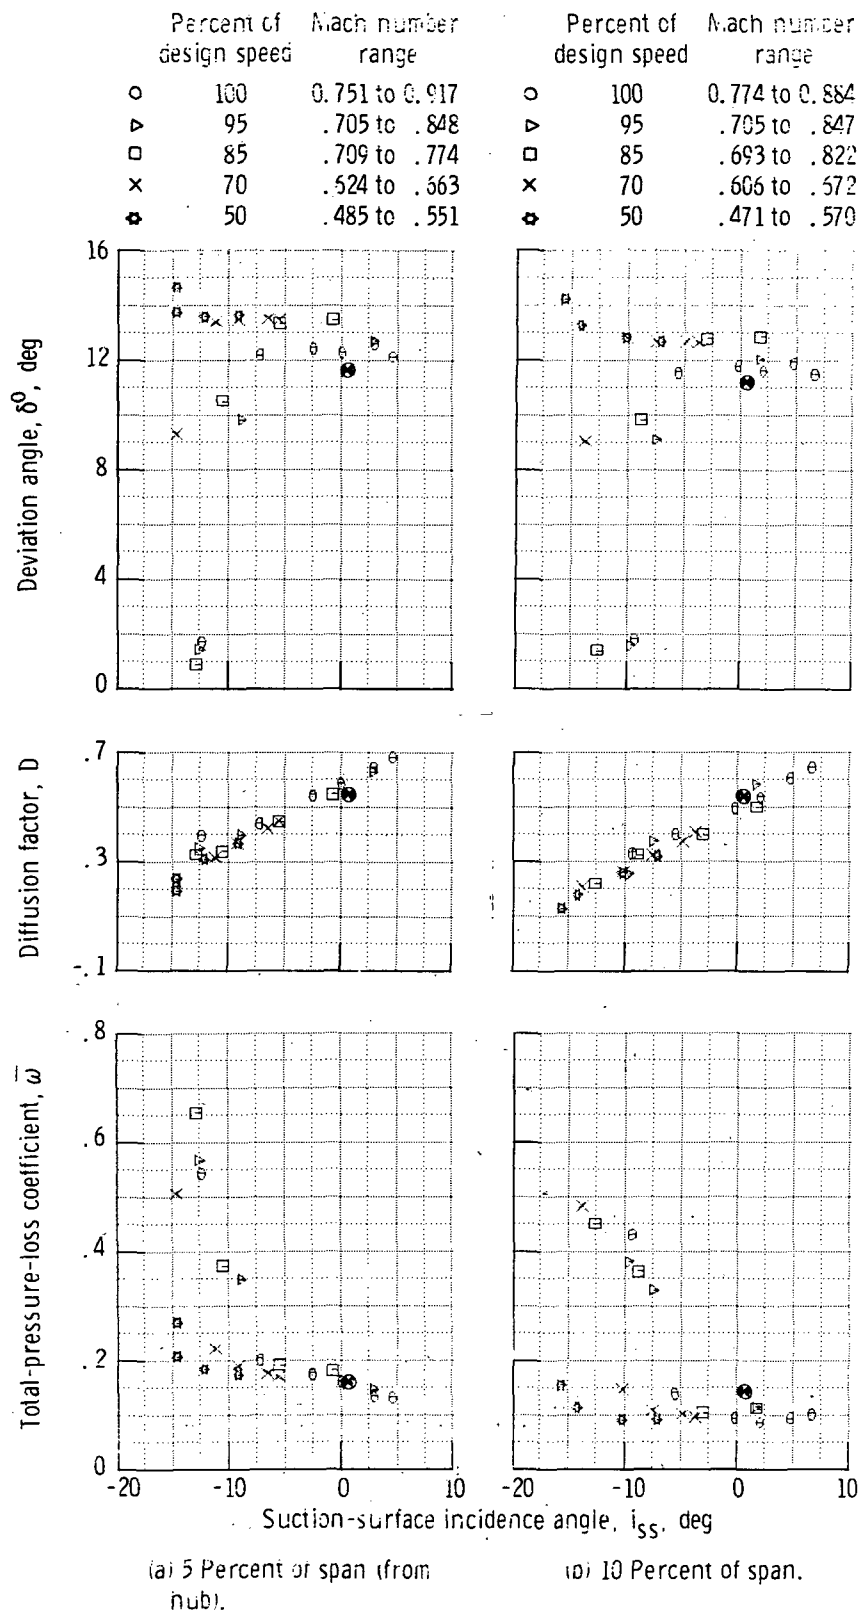 Percent of design speed Mach number range
100 0.751 to 0.917
95 .705 to .848
85 .709 to .774
70 .624 to .663
50 .485 to .551
Percent of design speed Mach number range
100 0.774 to 0.884
95 .705 to .847
85 .693 to .822
70 .606 to .672
50 .471 to .570
Deviation angle, δ⁰, deg
16
12
8
4
0
Diffusion factor, D
.7
.3
-.1
Total-pressure-loss coefficient, ω̅
.8
.6
.4
.2
0
-20 -10 0 10
-20 -10 0 10
Suction-surface incidence angle, iss, deg
(a) 5 Percent of span (from
hub).
(b) 10 Percent of span.